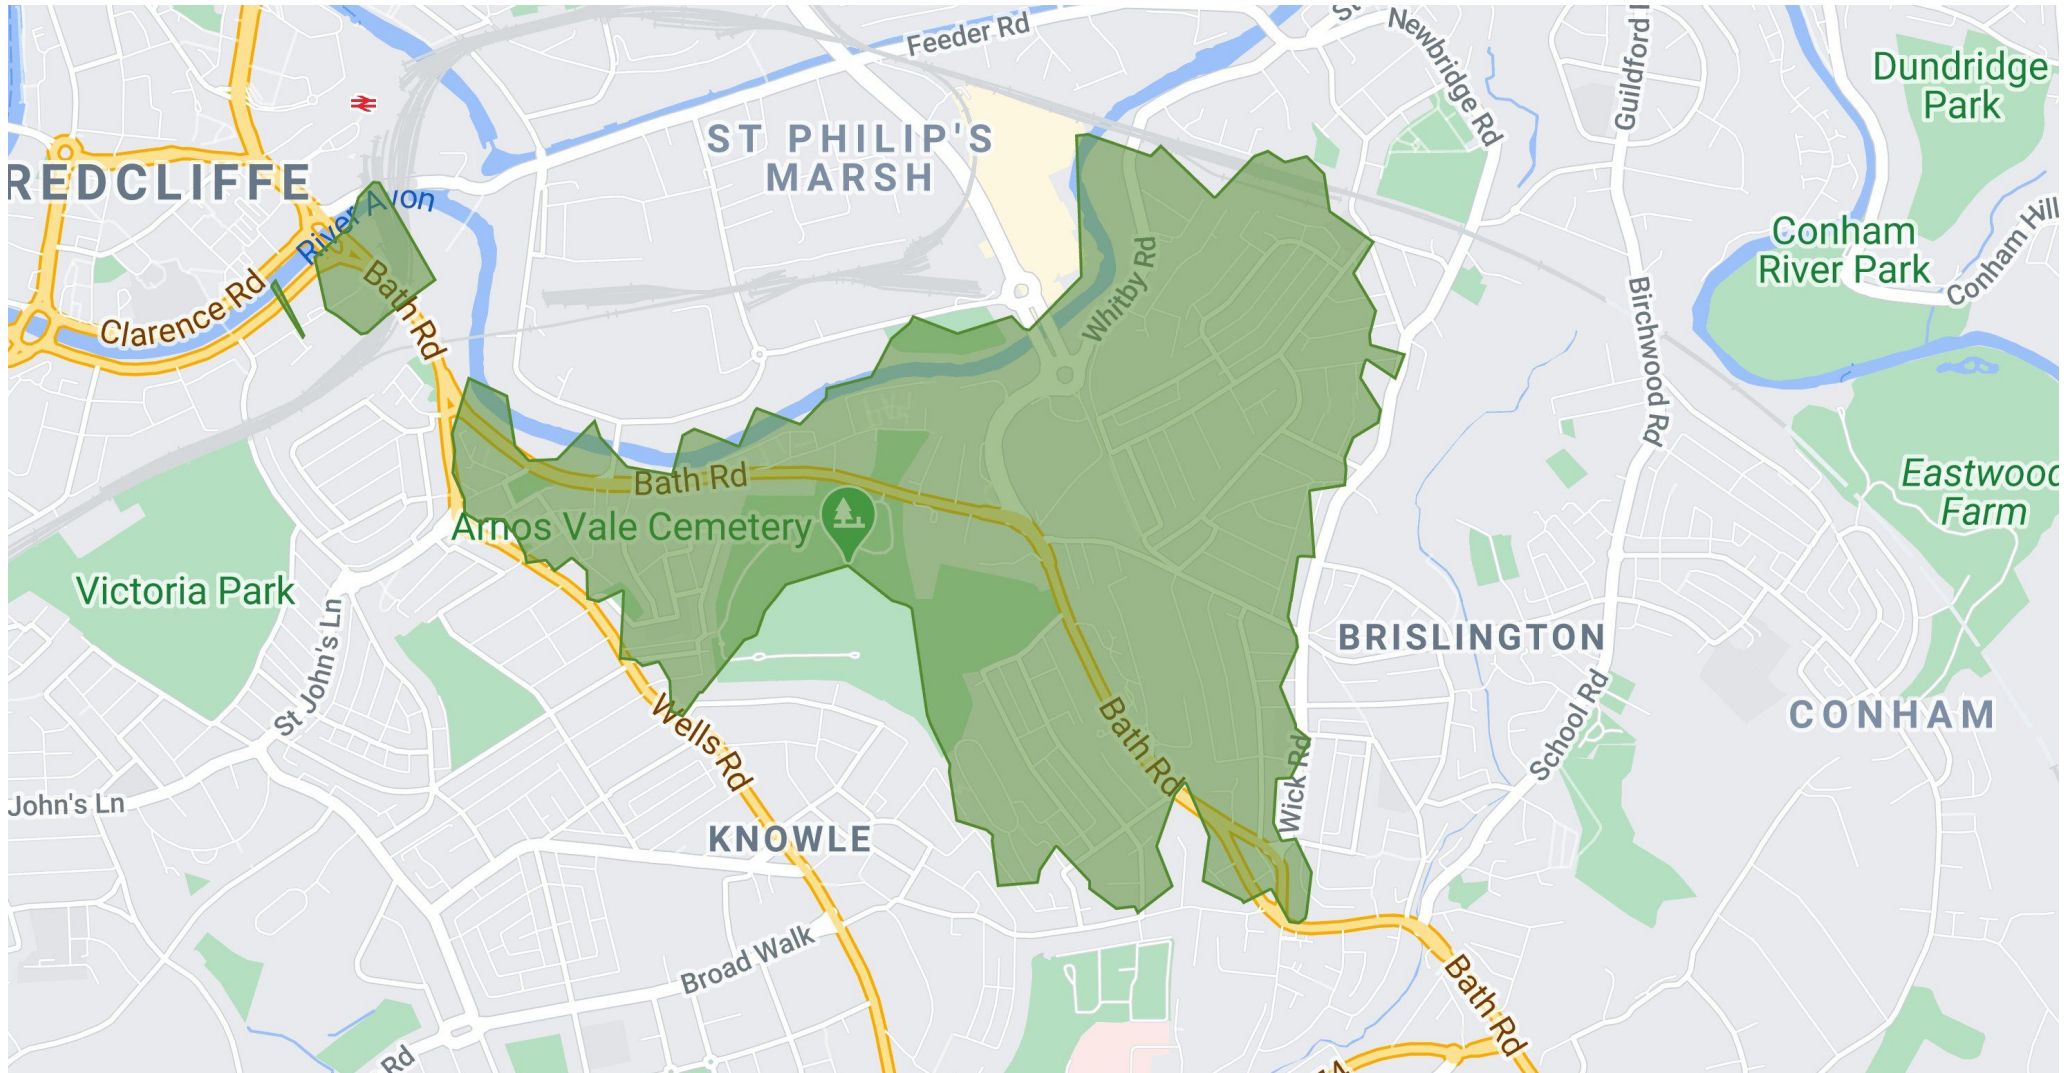 Feeder Rd
St
Newbridge Rd
Guildford
Dundridge
Park
ST PHILIP'S
MARSH
REDCLIFFE
River Avon
Conham
River Park
Conham Hill
Whitby Rd
Clarence Rd
Bath Rd
Birchwood Rd
Bath Rd
Arnos Vale Cemetery
Eastwood
Farm
Victoria Park
St John's Ln
BRISLINGTON
School Rd
CONHAM
Wells Rd
Bath Rd
Wick Rd
John's Ln
KNOWLE
Broad Walk
Bath Rd
Rd